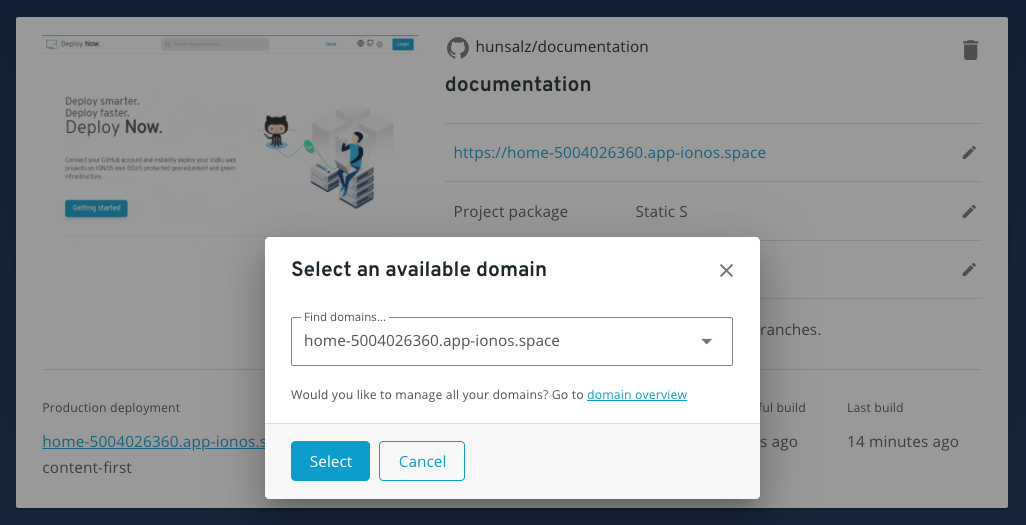 Deploy Now.
Docs
Login
Deploy smarter.
Deploy faster.
Deploy Now.
Connect your GitHub account and instantly deploy your static web
projects on IONOS own DDoS protected georedundant and green
infrastructure.
Getting started
hunsalz/documentation
documentation
https://home-5004026360.app-ionos.space
Project package Static S
Select an available domain
Find domains...
home-5004026360.app-ionos.space
Would you like to manage all your domains? Go to domain overview
Select Cancel
ranches.
Production deployment
home-5004026360.app-ionos.s
content-first
ful build
s ago
Last build
14 minutes ago